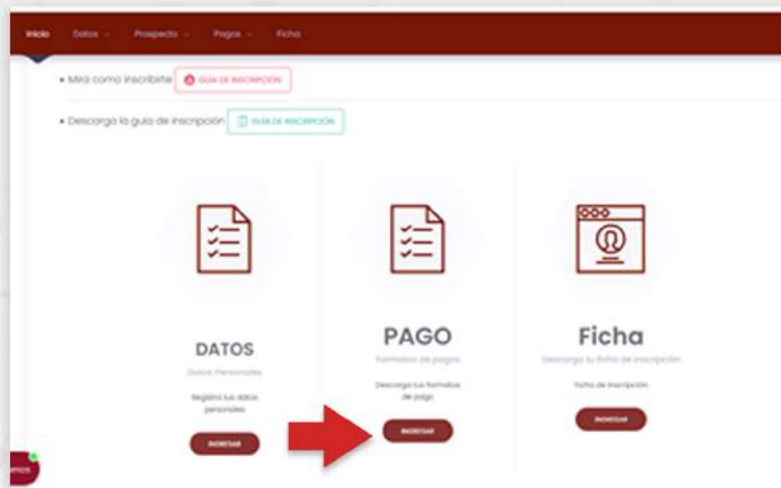 Inicio Datos Prospecto Pagos Ficha
• Mira como inscribirte GUÍA DE INSCRIPCIÓN
• Descarga la guia de inscripción GUÍA DE INSCRIPCIÓN
DATOS
Datos Personales
Registra tus datos
personales
INGRESAR
PAGO
Formatos de pagos
Descarga tus formatos
de pago
INGRESAR
Ficha
Descarga tu ficha de inscripción
Ficha de inscripción.
INGRESAR